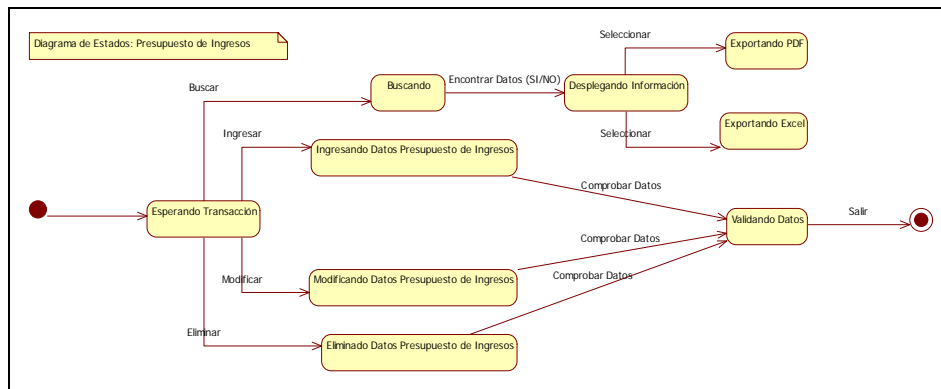 Diagrama de Estados: Presupuesto de Ingresos
Seleccionar
Exportando PDF
Buscar
Buscando
Encontrar Datos (SI/NO)
Desplegando Información
Exportando Excel
Seleccionar
Ingresar
Ingresando Datos Presupuesto de Ingresos
Comprobar Datos
Esperando Transacción
Validando Datos
Salir
Comprobar Datos
Modificar
Modificando Datos Presupuesto de Ingresos
Comprobar Datos
Eliminar
Eliminado Datos Presupuesto de Ingresos